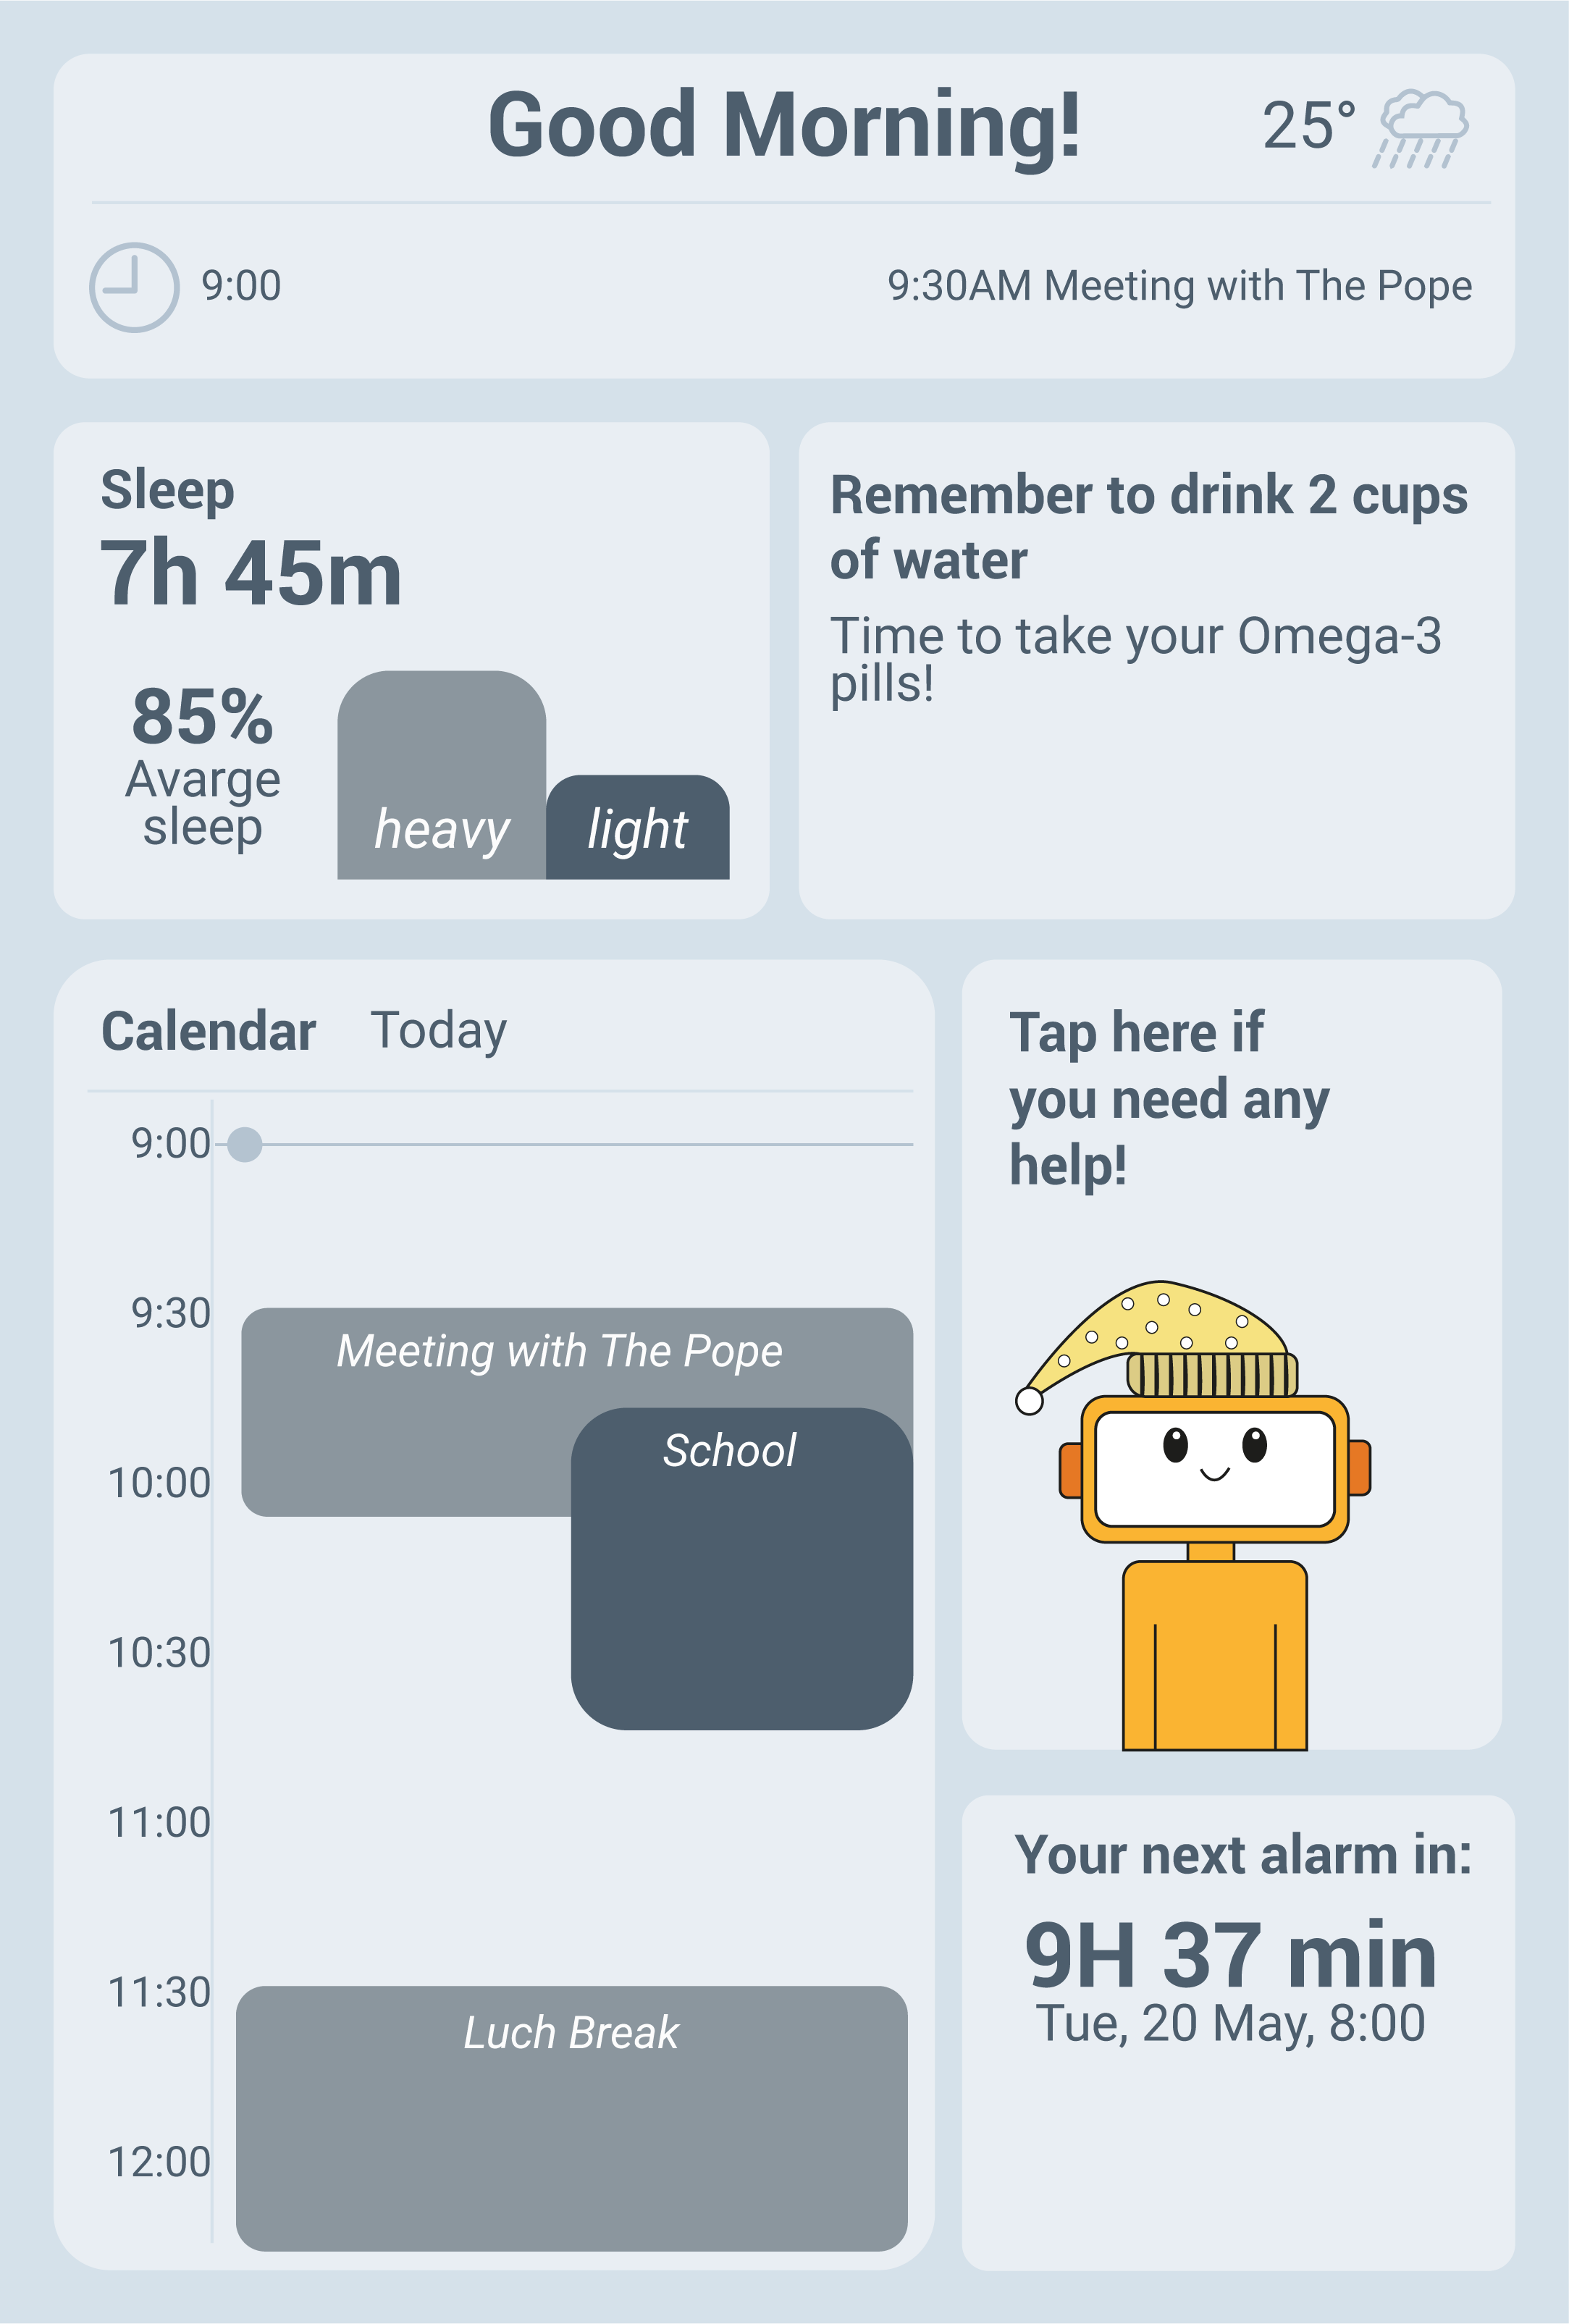 Good Morning!
25°
9:00
9:30AM Meeting with The Pope
Sleep
7h 45m
85%
Avarge
sleep
heavy
light
Remember to drink 2 cups
of water
Time to take your Omega-3
pills!
Calendar Today
9:00
9:30
Meeting with The Pope
School
10:00
10:30
11:00
11:30
Luch Break
12:00
Tap here if
you need any
help!
Your next alarm in:
9H 37 min
Tue, 20 May, 8:00